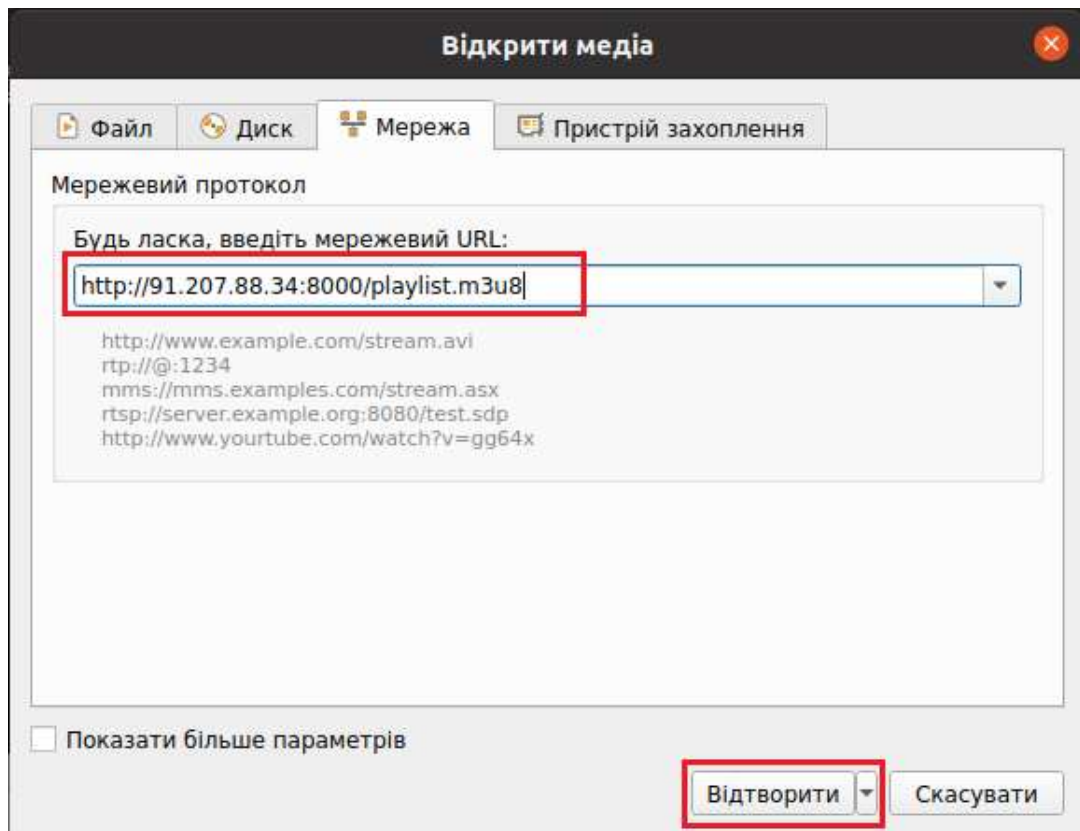 Відкрити медіа
Файл Диск Мережа Пристрій захоплення
Мережевий протокол
Будь ласка, введіть мережевий URL:
http://91.207.88.34:8000/playlist.m3u8
http://www.example.com/stream.avi
rtp://@:1234
mms://mms.examples.com/stream.asx
rtsp://server.example.org:8080/test.sdp
http://www.yourtube.com/watch?v=gg64x
Показати більше параметрів
Відтворити Скасувати